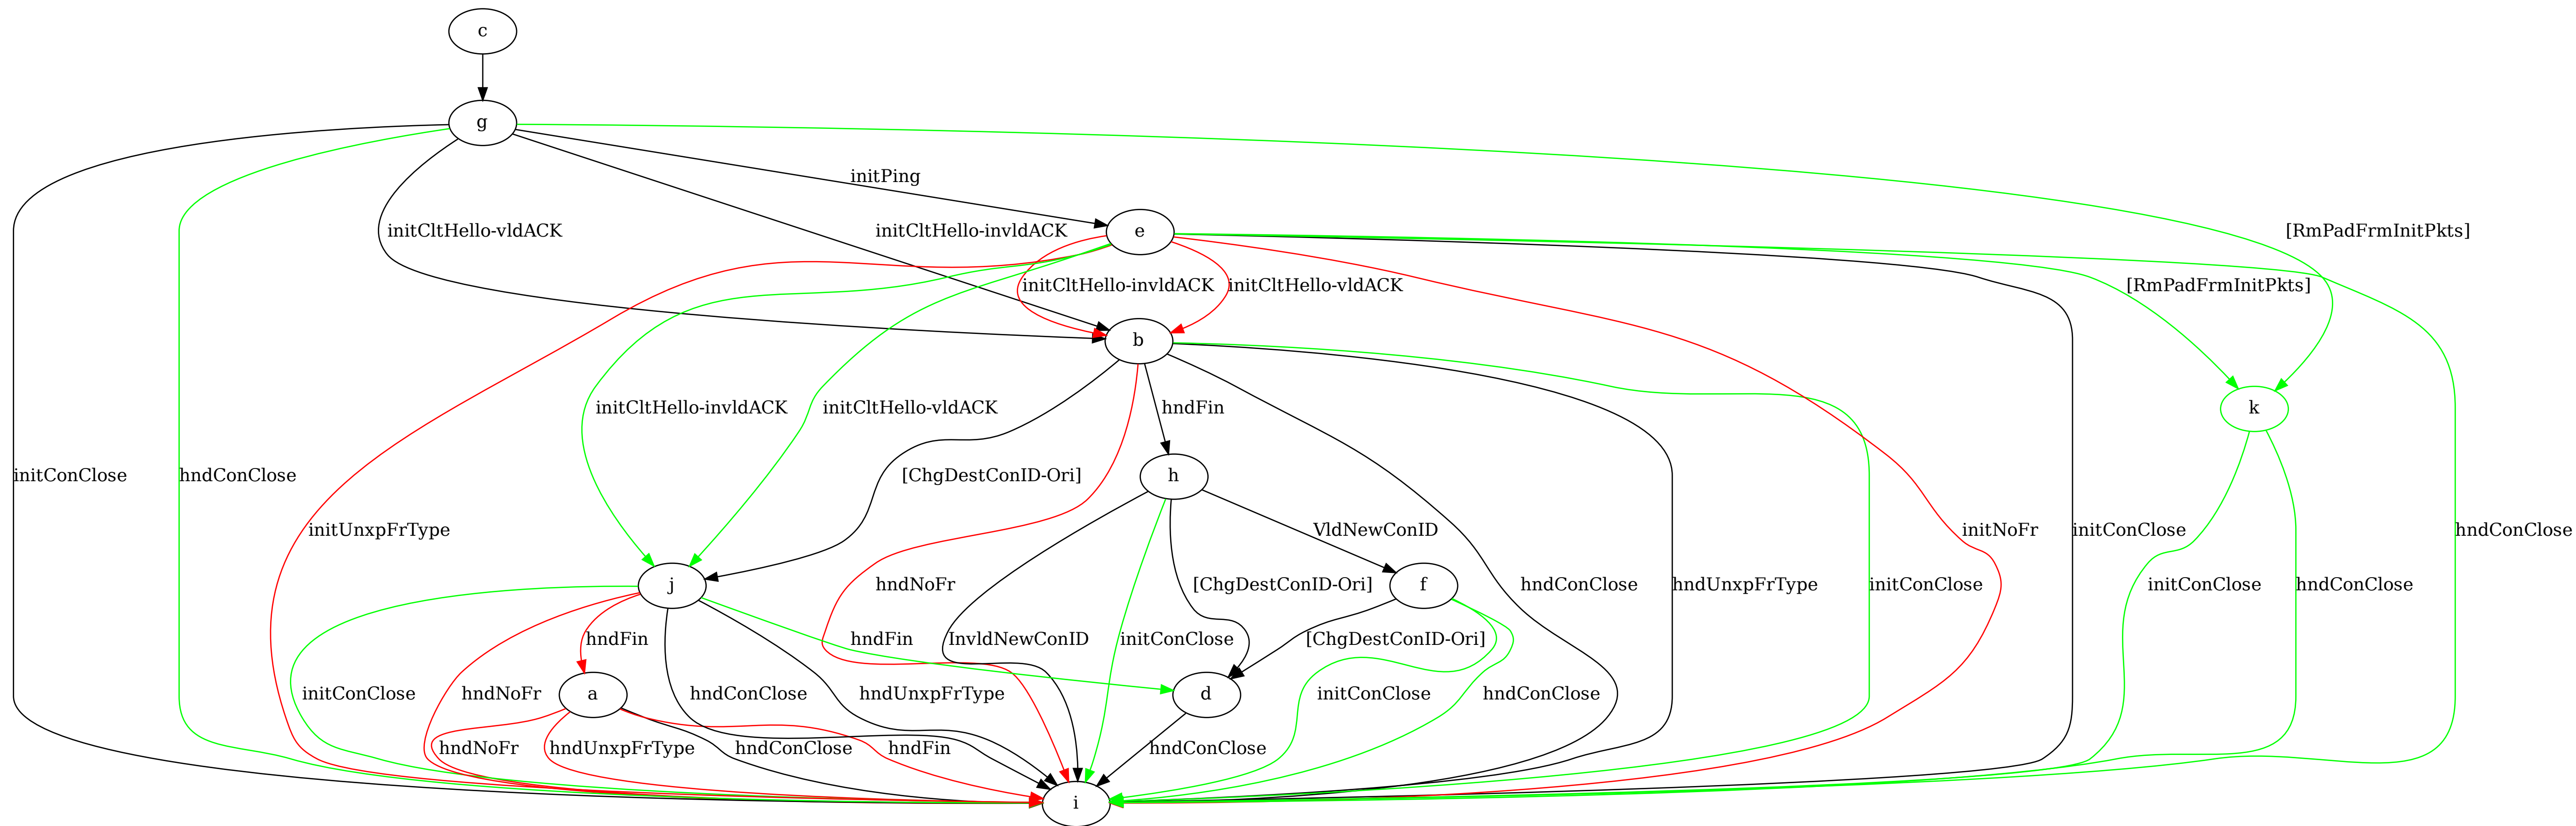 c
g
initPing
initCltHello-vldACK
initCltHello-invldACK
e
[RmPadFrmInitPkts]
initCltHello-invldACK
initCltHello-vldACK
[RmPadFrmInitPkts]
b
initCltHello-invldACK
initCltHello-vldACK
hndFin
k
initConClose
hndConClose
[ChgDestConID-Ori]
h
initUnxpFrType
VldNewConID
initNoFr
initConClose
hndConClose
j
hndNoFr
[ChgDestConID-Ori]
f
hndConClose
hndUnxpFrType
initConClose
initConClose
hndConClose
hndFin
hndFin
InvldNewConID
initConClose
[ChgDestConID-Ori]
initConClose
hndNoFr
a
hndConClose
hndUnxpFrType
d
initConClose
hndConClose
hndNoFr
hndUnxpFrType
hndConClose
hndFin
hndConClose
i